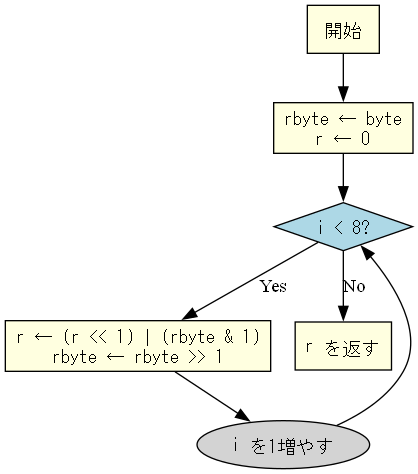 開始
rbyte ← byte
r ← 0
i < 8?
Yes
No
r ← (r << 1) | (rbyte & 1)
rbyte ← rbyte >> 1
r を返す
i を1増やす